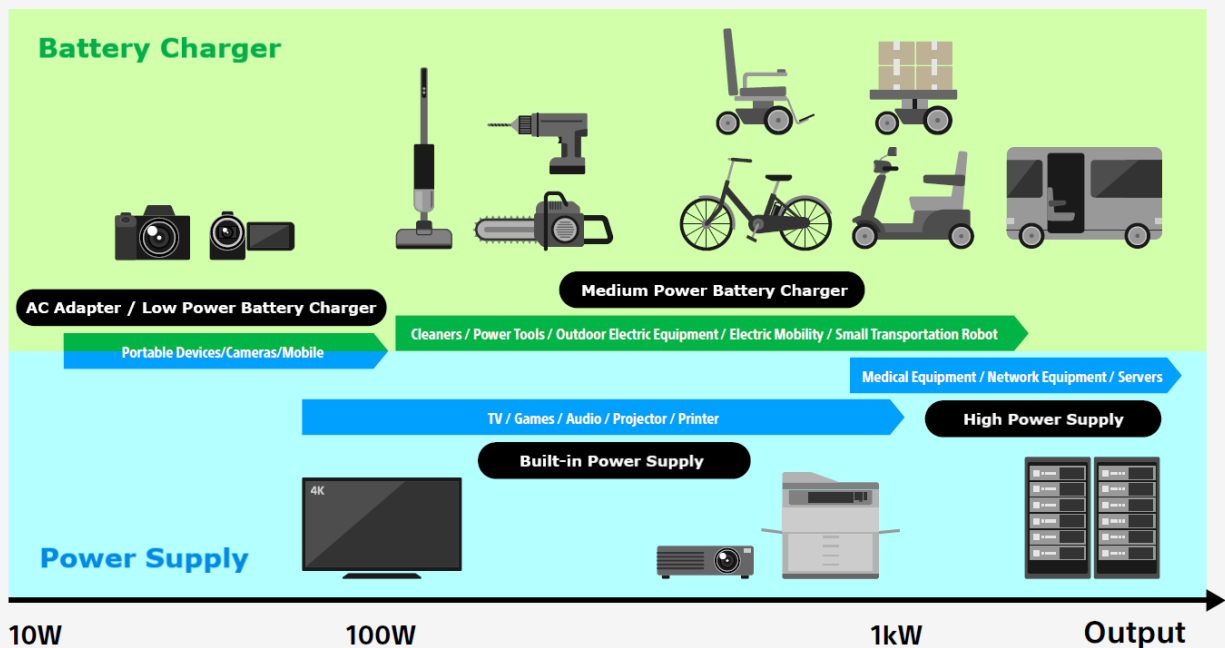 Battery Charger
AC Adapter / Low Power Battery Charger
Medium Power Battery Charger
Cleaners / Power Tools / Outdoor Electric Equipment / Electric Mobility / Small Transportation Robot
Portable Devices/Cameras/Mobile
Medical Equipment / Network Equipment / Servers
TV / Games / Audio / Projector / Printer
High Power Supply
Built-in Power Supply
4K
Power Supply
10W
100W
1kW
Output